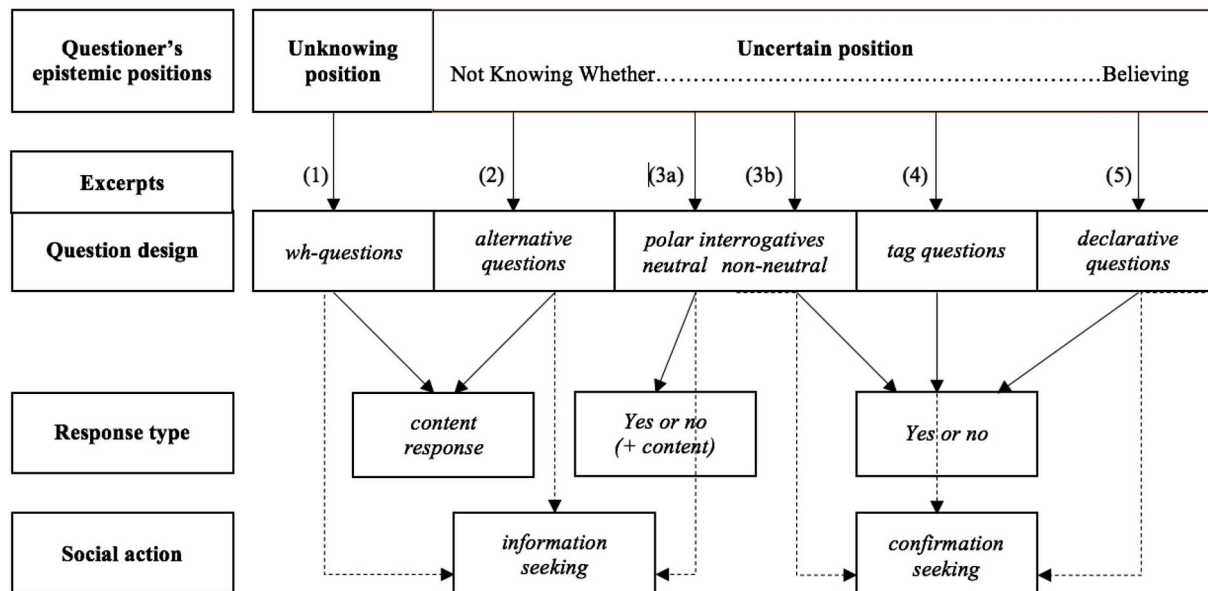 Questioner's
epistemic positions
Unknowing
position
Uncertain position
Not Knowing Whether……………………………………………………Believing
Excerpts
(1)
(2)
(3a)
(3b)
(4)
(5)
Question design
wh-questions
alternative
questions
polar interrogatives
neutral non-neutral
tag questions
declarative
questions
Response type
content
response
Yes or no
(+ content)
Yes or no
Social action
information
seeking
confirmation
seeking